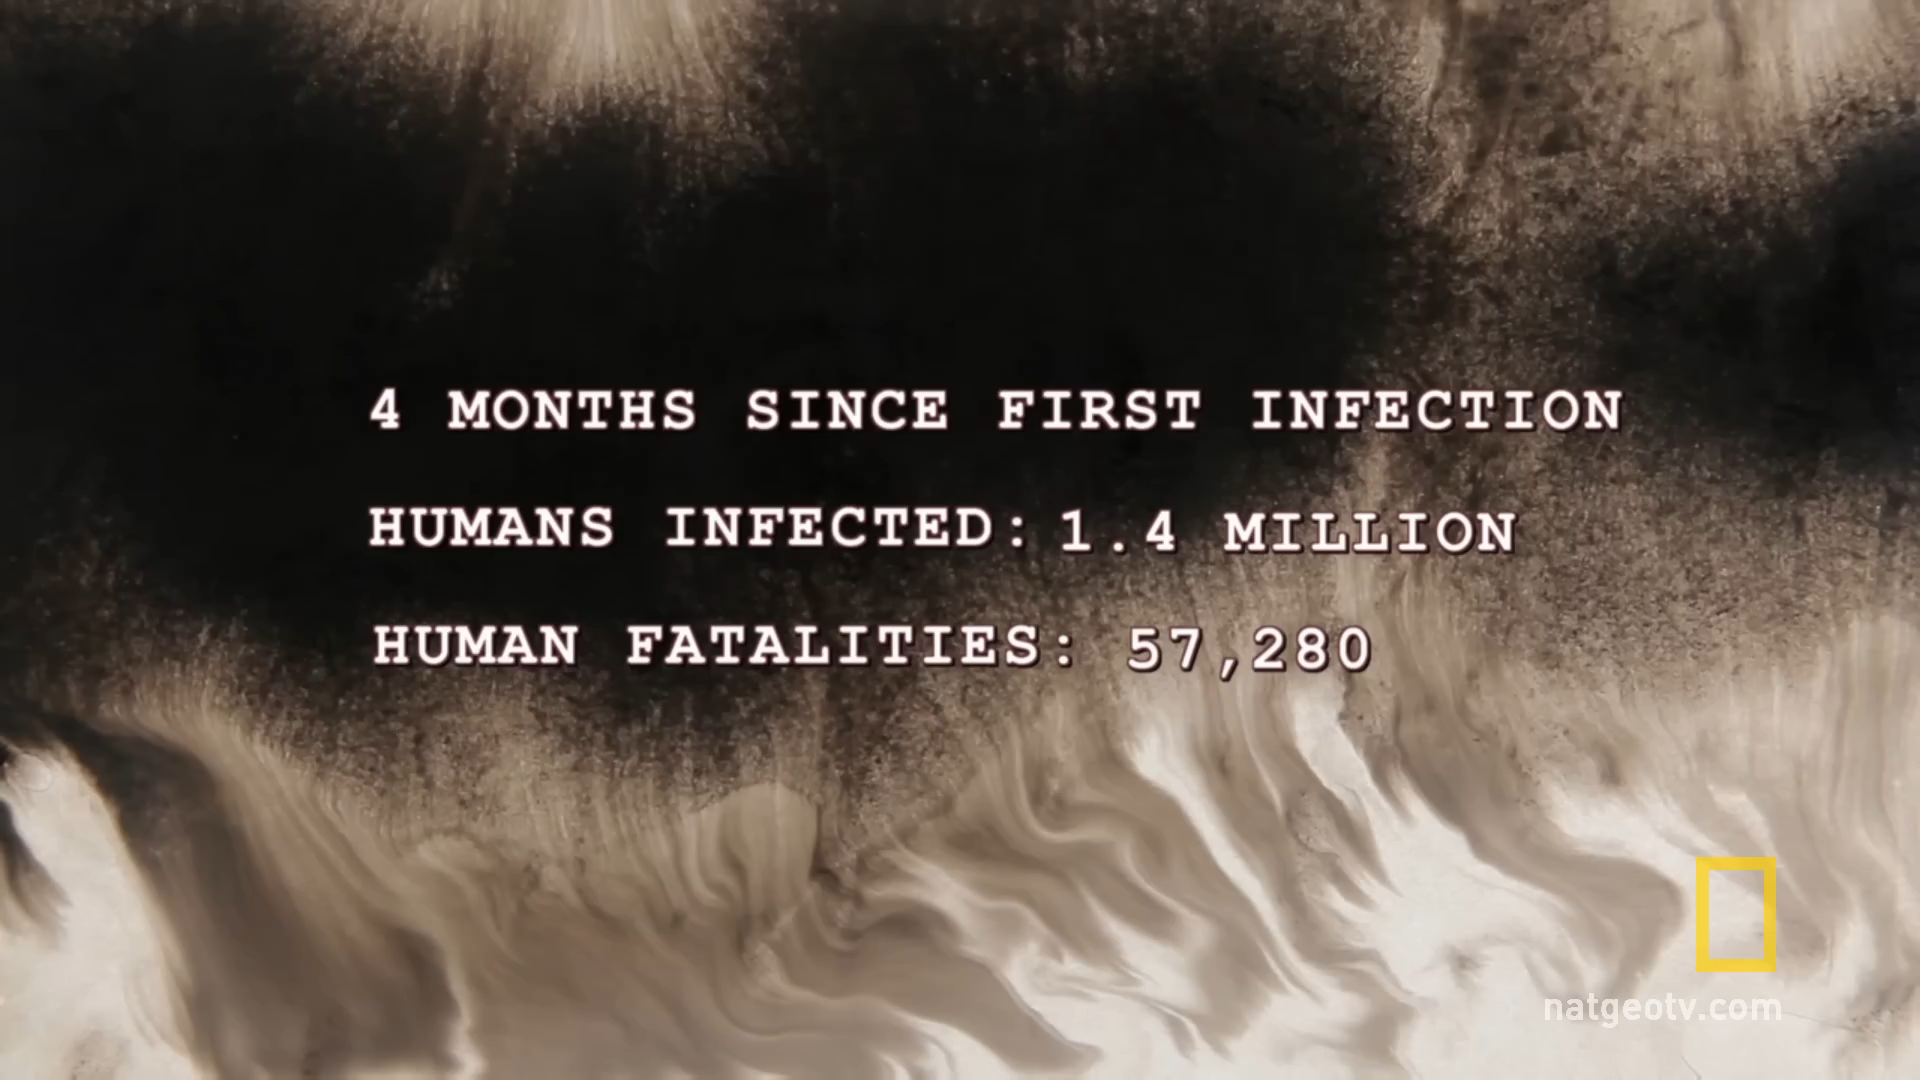 4 MONTHS SINCE FIRST INFECTION
HUMANS INFECTED: 1.4 MILLION
HUMAN FATALITIES: 57,280
natgeotv.com